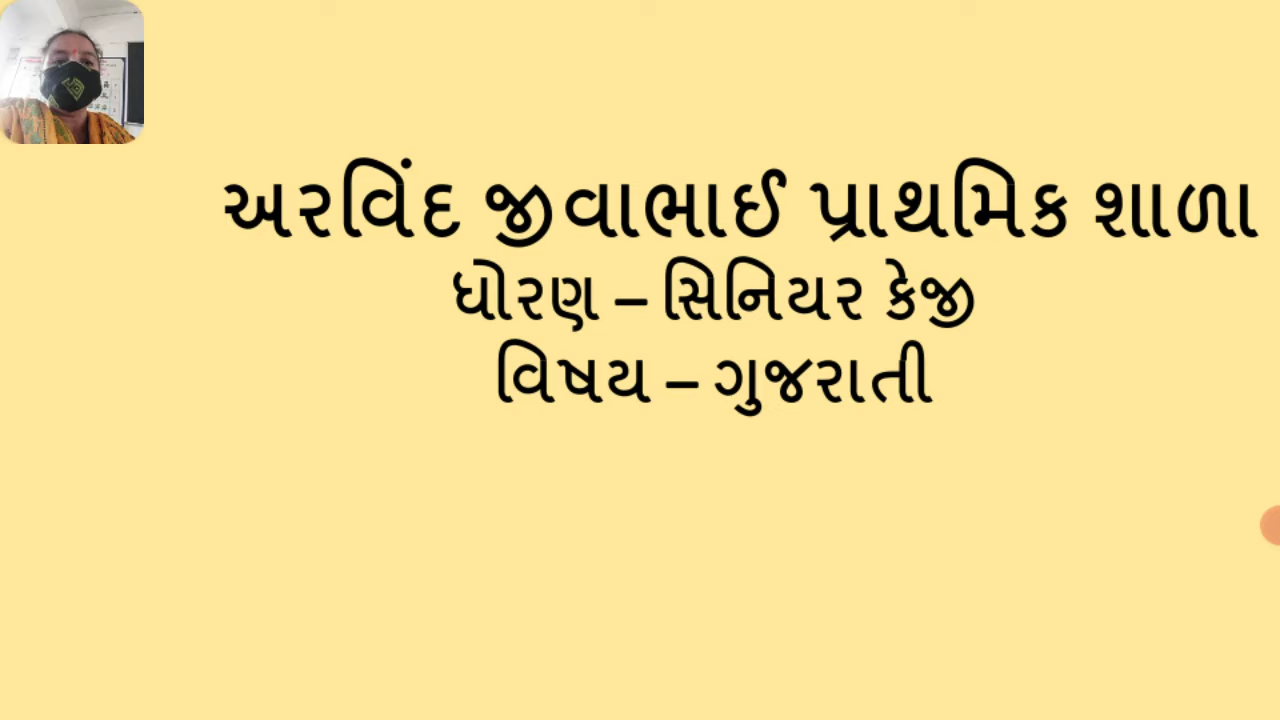 અરવિંદ જીવાભાઈ પ્રાથમિક શાળા
ધોરણ – સિનિયર કેજી
વિષય – ગુજરાતી